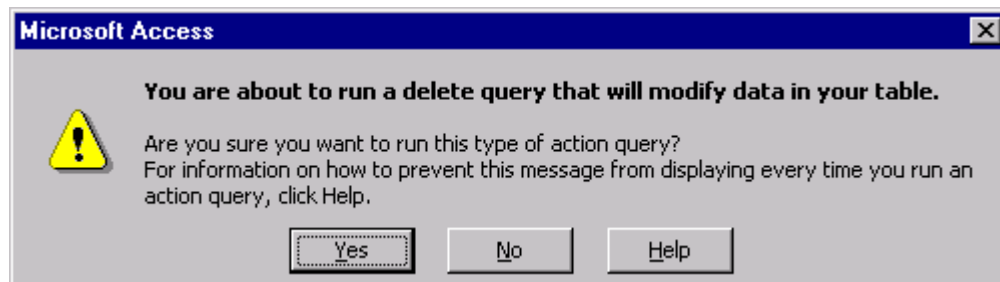 Microsoft Access
You are about to run a delete query that will modify data in your table.
Are you sure you want to run this type of action query?
For information on how to prevent this message from displaying every time you run an
action query, click Help.
Yes No Help